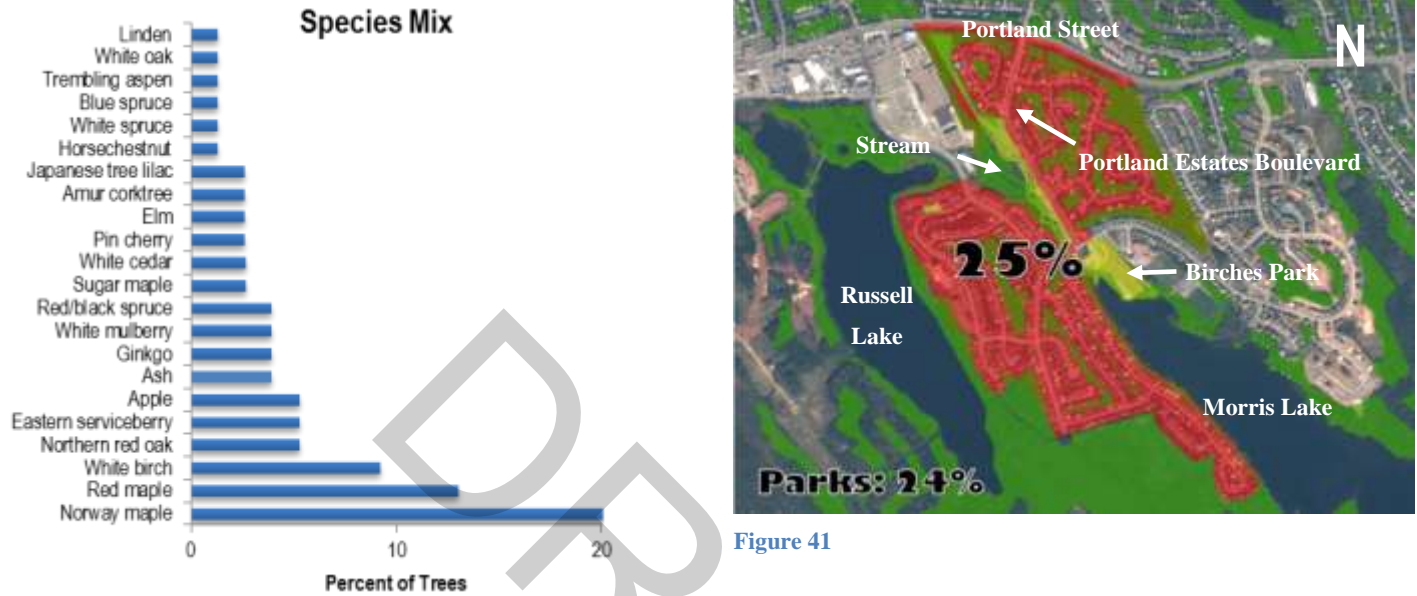 Species Mix
Linden
White oak
Trembling aspen
Blue spruce
White spruce
Horsechestnut
Japanese tree lilac
Amur corktree
Elm
Pin cherry
White cedar
Sugar maple
Red/black spruce
White mulberry
Ginkgo
Ash
Apple
Eastern serviceberry
Northern red oak
White birch
Red maple
Norway maple
0
10
20
Percent of Trees
DR
Portland Street
N
Stream
Portland Estates Boulevard
25%
Birches Park
Russell
Lake
Morris Lake
Parks: 24%
Figure 41